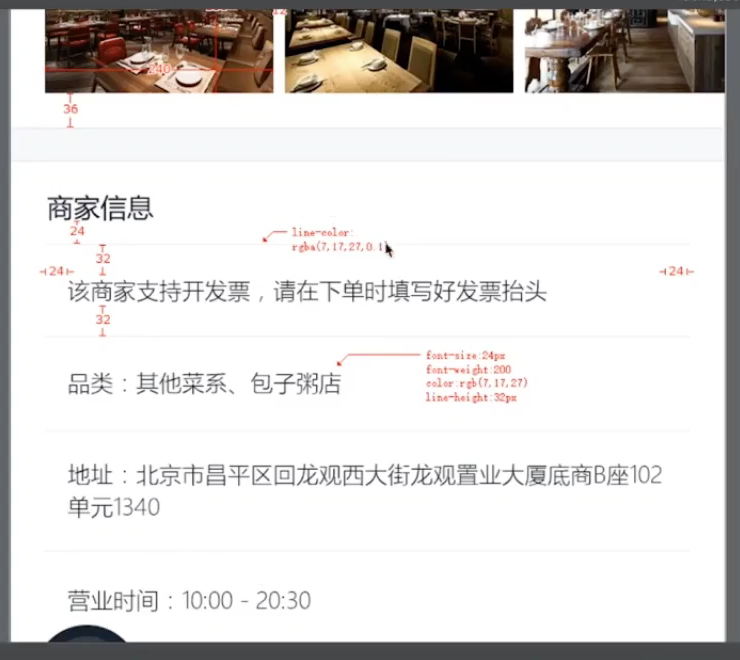 240
36
商家信息
24
line-color:
rgba(7,17,27,0.1)
32
24
24
该商家支持开发票，请在下单时填写好发票抬头
32
font-size:24px
font-weight:200
color:rgb(7,17,27)
line-height:32px
品类：其他菜系、包子粥店
地址：北京市昌平区回龙观西大街龙观置业大厦底商B座102
单元1340
营业时间：10:00 - 20:30